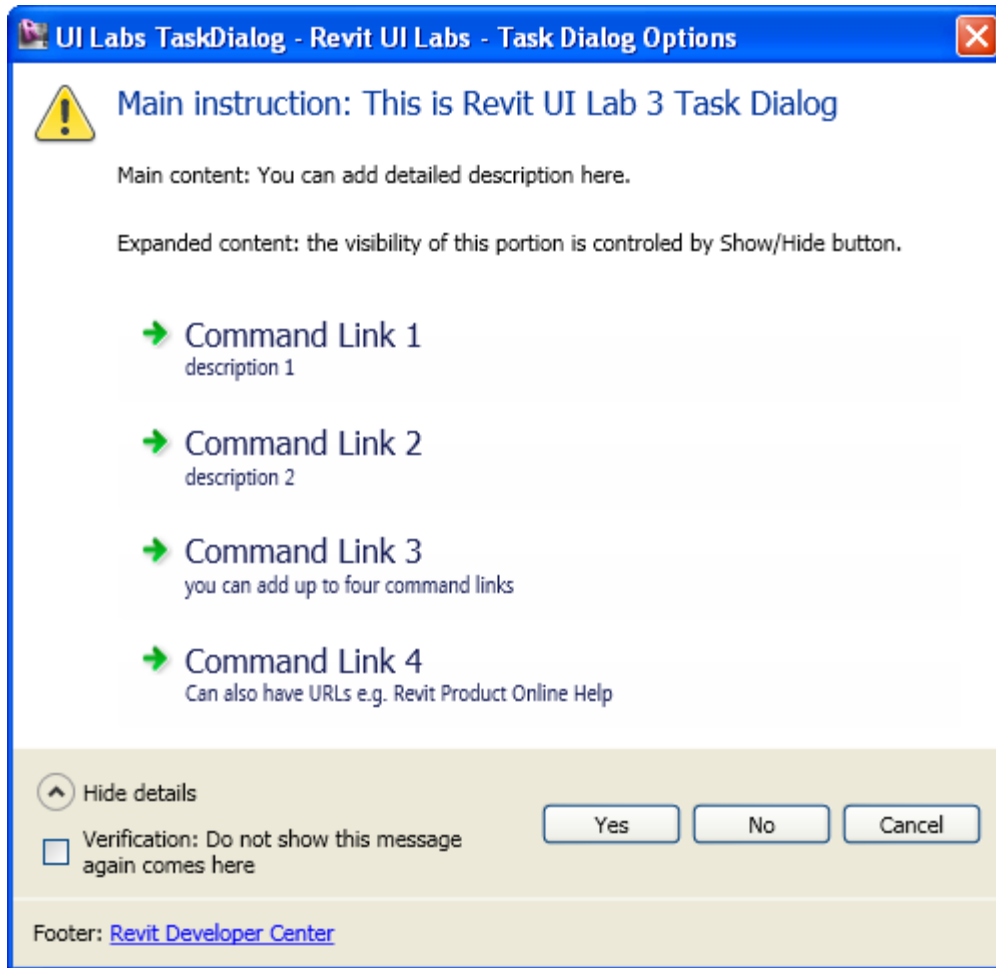 UI Labs TaskDialog - Revit UI Labs - Task Dialog Options
Main instruction: This is Revit UI Lab 3 Task Dialog
Main content: You can add detailed description here.
Expanded content: the visibility of this portion is controled by Show/Hide button.
Command Link 1
description 1
Command Link 2
description 2
Command Link 3
you can add up to four command links
Command Link 4
Can also have URLs e.g. Revit Product Online Help
Hide details
Verification: Do not show this message
again comes here
Yes No Cancel
Footer: Revit Developer Center